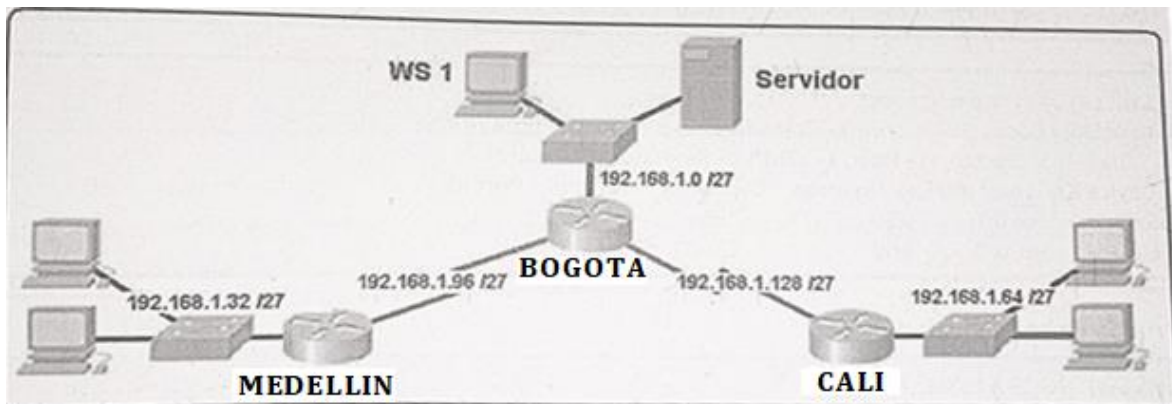 WS 1
Servidor
192.168.1.0 /27
BOGOTA
192.168.1.96 /27
192.168.1.128 /27
192.168.1.32 /27
192.168.1.64 /27
MEDELLIN
CALI